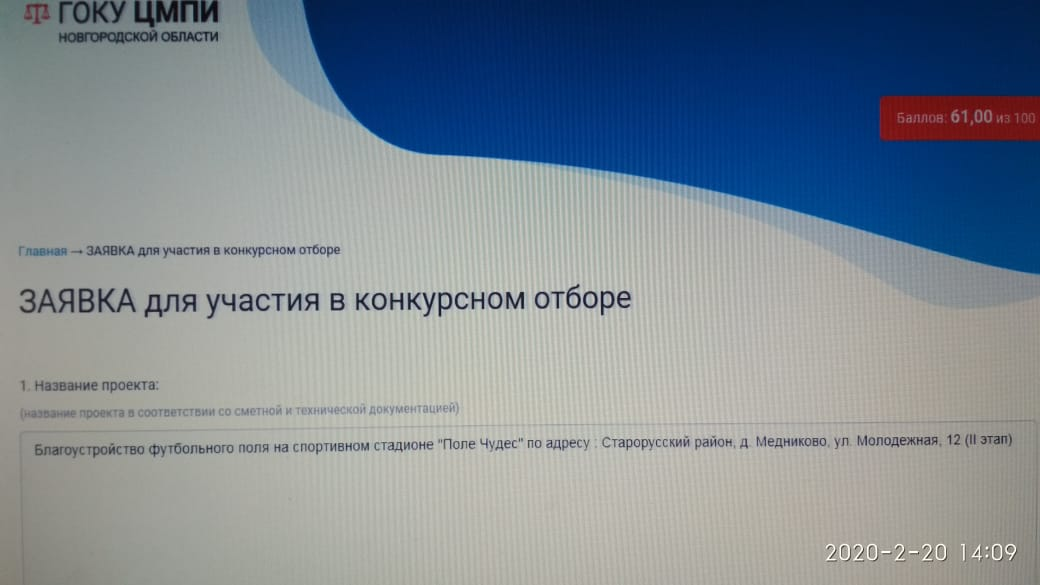 ГОКУ ЦМПИ
НОВГОРОДСКОЙ ОБЛАСТИ
Баллов: 61,00 из 100
Главная → ЗАЯВКА для участия в конкурсном отборе
ЗАЯВКА для участия в конкурсном отборе
1. Название проекта:
(название проекта в соответствии со сметной и технической документацией)
Благоустройство футбольного поля на спортивном стадионе "Поле Чудес" по адресу : Старорусский район, д. Медниково, ул. Молодежная, 12 (II этап)
2020-2-20 14:09